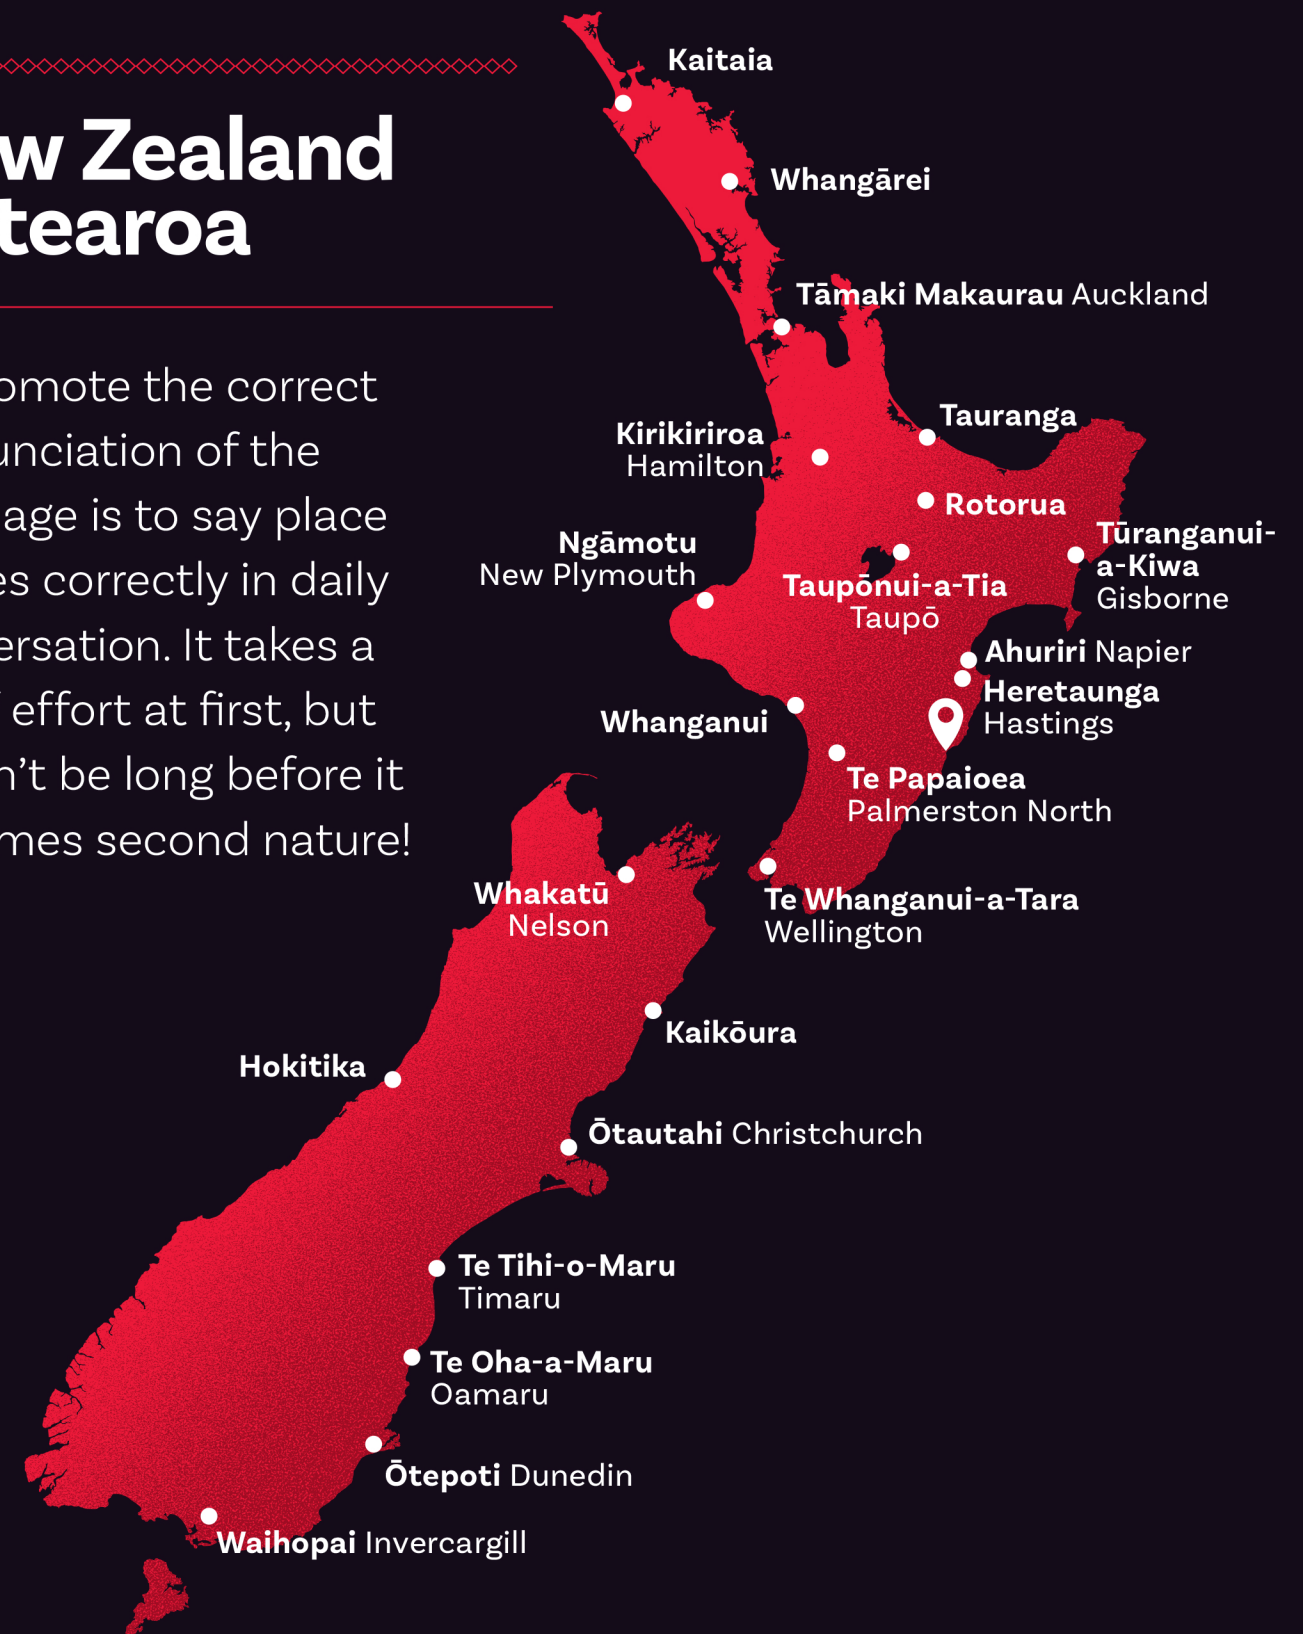 w Zealand
tearoa
omote the correct
unciation of the
age is to say place
es correctly in daily
ersation. It takes a
effort at first, but
n't be long before it
mes second nature!
Kaitaia
Whangārei
Tāmaki Makaurau Auckland
Tauranga
Kirikiriroa
Hamilton
Rotorua
Tūranganui-
a-Kiwa
Gisborne
Ngāmotu
New Plymouth
Taupōnui-a-Tia
Taupō
Ahuriri Napier
Heretaunga
Hastings
Whanganui
Te Papaioea
Palmerston North
Whakatū
Nelson
Te Whanganui-a-Tara
Wellington
Kaikōura
Hokitika
Ōtautahi Christchurch
Te Tihi-o-Maru
Timaru
Te Oha-a-Maru
Oamaru
Ōtepoti Dunedin
Waihopai Invercargill